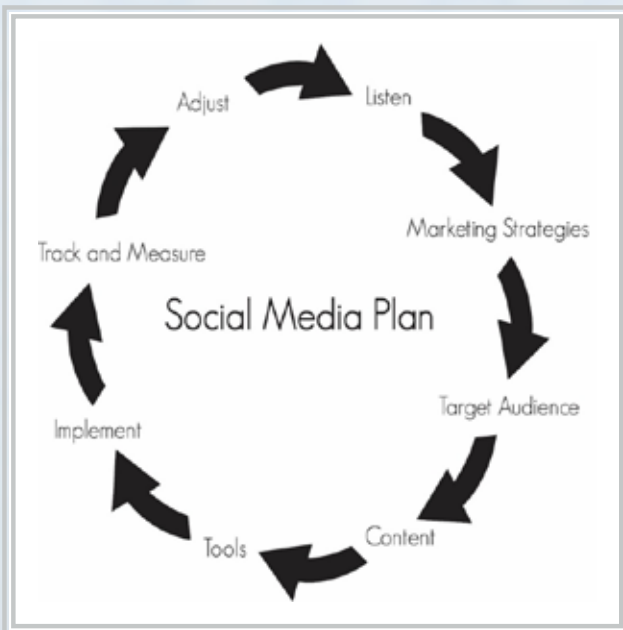 Adjust
Listen
Marketing Strategies
Track and Measure
Social Media Plan
Target Audience
Implement
Content
Tools